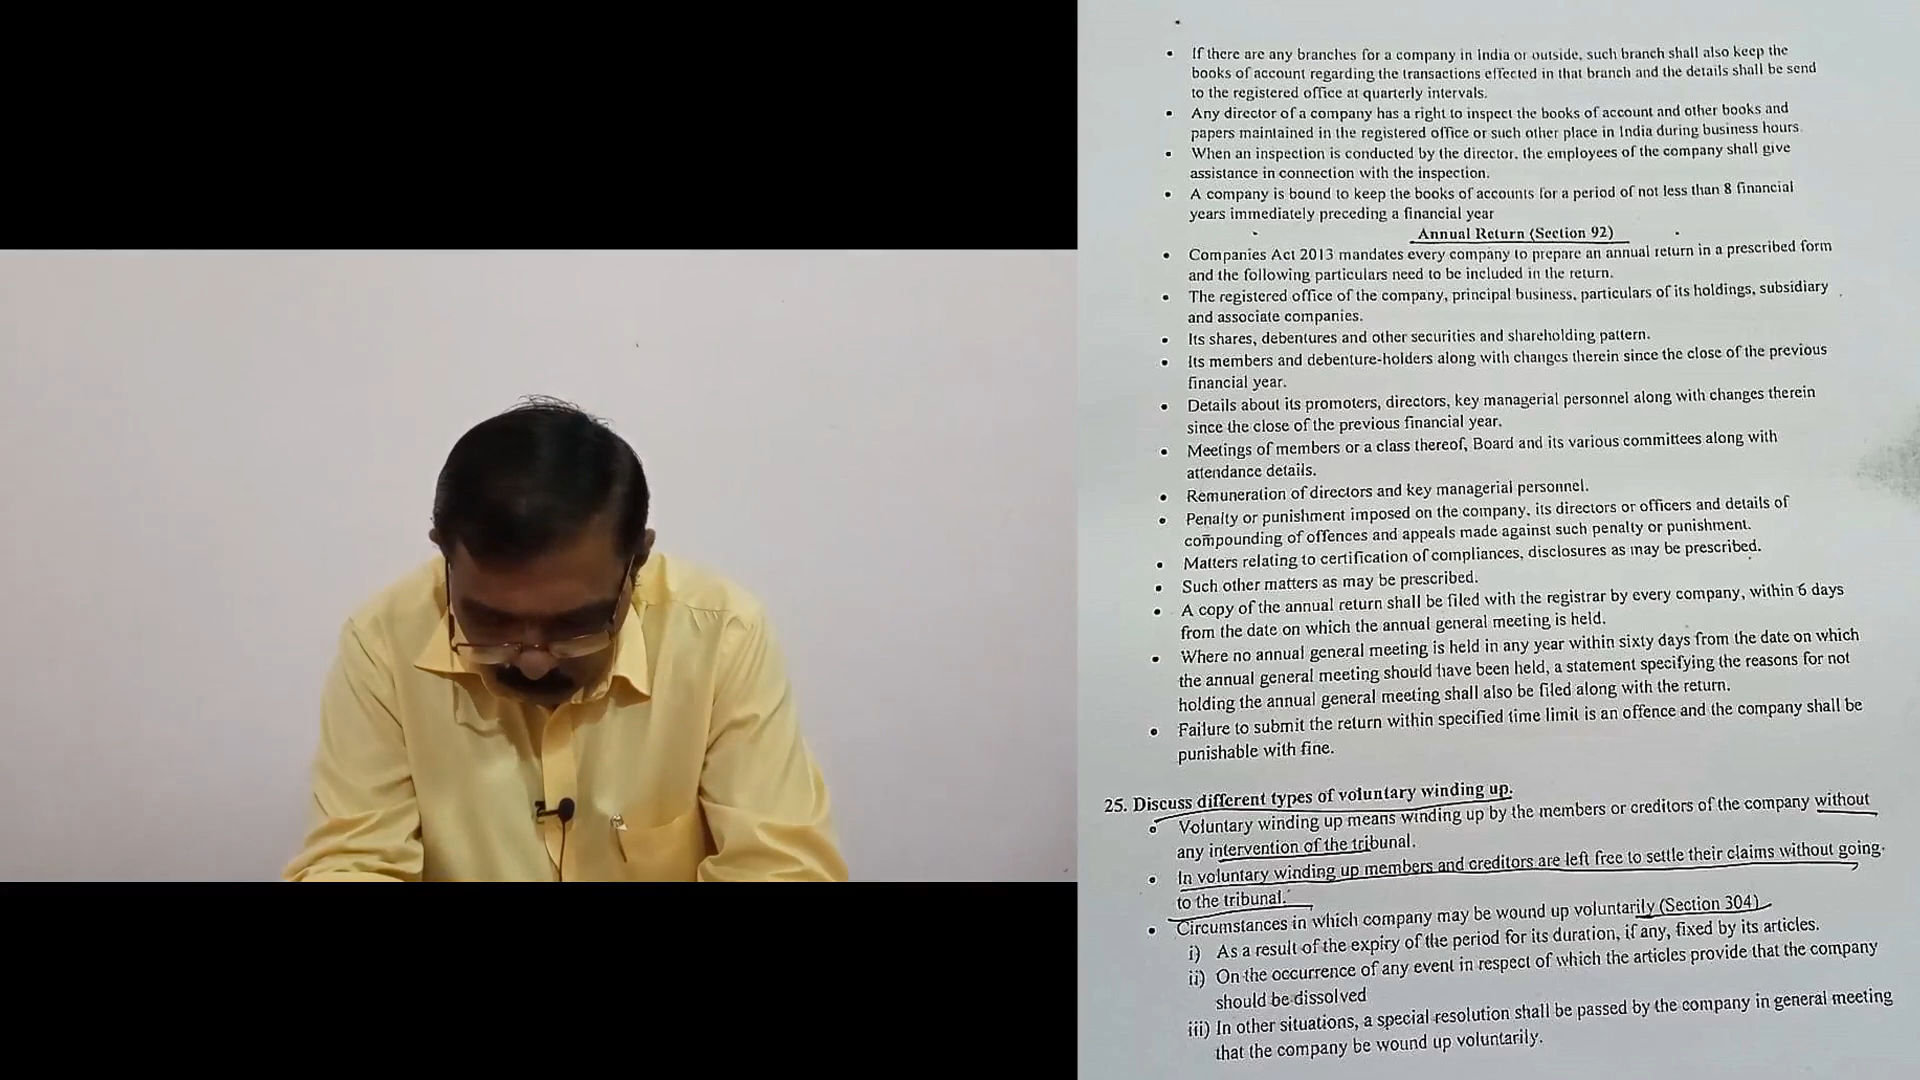 • If there are any branches for a company in India or outside, such branch shall also keep the
books of account regarding the transactions effected in that branch and the details shall be send
to the registered office at quarterly intervals.
• Any director of a company has a right to inspect the books of account and other books and
papers maintained in the registered office or such other place in India during business hours.
• When an inspection is conducted by the director, the employees of the company shall give
assistance in connection with the inspection.
• A company is bound to keep the books of accounts for a period of not less than 8 financial
years immediately preceding a financial year
Annual Return (Section 92)
• Companies Act 2013 mandates every company to prepare an annual return in a prescribed form
and the following particulars need to be included in the return.
• The registered office of the company, principal business, particulars of its holdings, subsidiary
and associate companies.
• Its shares, debentures and other securities and shareholding pattern.
• Its members and debenture-holders along with changes therein since the close of the previous
financial year.
• Details about its promoters, directors, key managerial personnel along with changes therein
since the close of the previous financial year.
• Meetings of members or a class thereof, Board and its various committees along with
attendance details.
• Remuneration of directors and key managerial personnel.
• Penalty or punishment imposed on the company, its directors or officers and details of
compounding of offences and appeals made against such penalty or punishment.
• Matters relating to certification of compliances, disclosures as may be prescribed.
• Such other matters as may be prescribed.
• A copy of the annual return shall be filed with the registrar by every company, within 6 days
from the date on which the annual general meeting is held.
• Where no annual general meeting is held in any year within sixty days from the date on which
the annual general meeting should have been held, a statement specifying the reasons for not
holding the annual general meeting shall also be filed along with the return.
• Failure to submit the return within specified time limit is an offence and the company shall be
punishable with fine.
25. Discuss different types of voluntary winding up.
• Voluntary winding up means winding up by the members or creditors of the company without
any intervention of the tribunal.
• In voluntary winding up members and creditors are left free to settle their claims without going
to the tribunal.
• Circumstances in which company may be wound up voluntarily (Section 304)
i) As a result of the expiry of the period for its duration, if any, fixed by its articles.
ii) On the occurrence of any event in respect of which the articles provide that the company
should be dissolved
iii) In other situations, a special resolution shall be passed by the company in general meeting
that the company be wound up voluntarily.